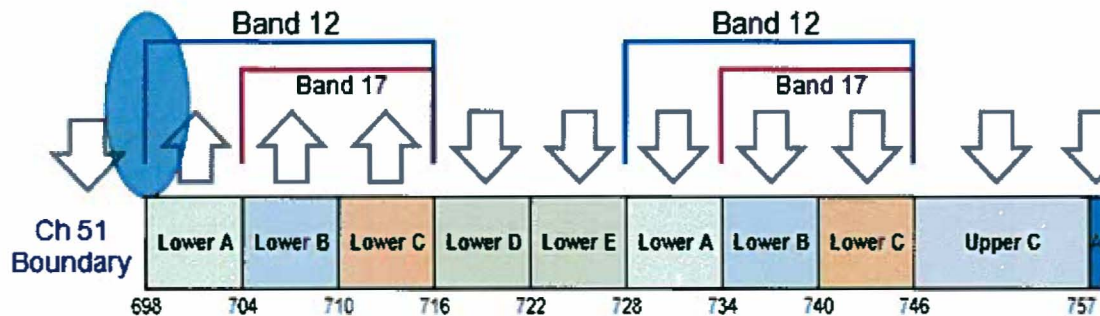 Band 12 Band 12
Band 17 Band 17
Ch 51
Boundary
Lower A Lower B Lower C Lower D Lower E Lower A Lower B Lower C Upper C
698 704 710 716 722 728 734 740 746 757